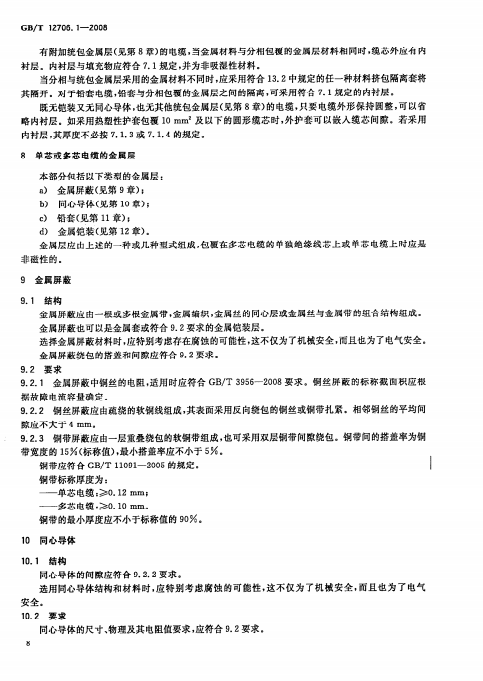 GB/T 12706.1—2008
有附加统包金属层(见第 8 章)的电缆,当金属材料与分相包覆的金属层材料相同时,缆芯外应有内
衬层。内衬层与填充物应符合 7.1 规定,并为非吸湿性材料。
当分相与统包金属层采用的金属材料不同时,应采用符合 13.2 中规定的任一种材料挤包隔离套将
其隔开。对于铅套电缆,铅套与分相包覆的金属层之间的隔离,可采用符合 7.1 规定的内衬层。
既无铠装又无同心导体,也无其他统包金属层(见第 8 章)的电缆,只要电缆外形保持圆整,可以省
略内衬层。如采用热塑性护套包覆 10 mm² 及以下的圆形缆芯时,外护套可以嵌入缆芯间隙。若采用
内衬层,其厚度不必按 7.1.3 或 7.1.4 的规定。
8 单芯或多芯电缆的金属层
本部分包括以下类型的金属层:
a) 金属屏蔽(见第 9 章);
b) 同心导体(见第 10 章);
c) 铅套(见第 11 章);
d) 金属铠装(见第 12 章)。
金属层应由上述的一种或几种型式组成,包覆在多芯电缆的单独绝缘线芯上或单芯电缆上时应是
非磁性的。
9 金属屏蔽
9.1 结构
金属屏蔽应由一根或多根金属带,金属编织,金属丝的同心层或金属丝与金属带的组合结构组成。
金属屏蔽也可以是金属套或符合 9.2 要求的金属铠装层。
选择金属屏蔽材料时,应特别考虑存在腐蚀的可能性,这不仅为了机械安全,而且也为了电气安全。
金属屏蔽绕包的搭盖和间隙应符合 9.2 要求。
9.2 要求
9.2.1 金属屏蔽中铜丝的电阻,适用时应符合 GB/T 3956—2008 要求。铜丝屏蔽的标称截面积应根
据故障电流容量确定.
9.2.2 铜丝屏蔽应由疏绕的软铜线组成,其表面采用反向绕包的铜丝或铜带扎紧。相邻铜丝的平均间
隙应不大于 4 mm。
9.2.3 铜带屏蔽应由一层重叠绕包的软铜带组成,也可采用双层铜带间隙绕包。铜带间的搭盖率为铜
带宽度的 15%(标称值),最小搭盖率应不小于 5%。
铜带应符合 GB/T 11091—2005 的规定。
铜带标称厚度为:
——单芯电缆:≥0.12 mm;
——多芯电缆:≥0.10 mm.
铜带的最小厚度应不小于标称值的 90%。
10 同心导体
10.1 结构
同心导体的间隙应符合 9.2.2 要求。
选用同心导体结构和材料时,应特别考虑腐蚀的可能性,这不仅为了机械安全,而且也为了电气
安全。
10.2 要求
同心导体的尺寸、物理及其电阻值要求,应符合 9.2 要求。
8